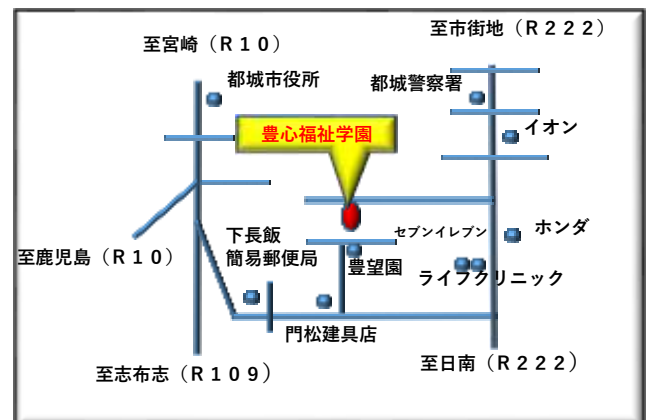 至市街地（Ｒ２２２）
至宮崎（Ｒ１０）
都城市役所
都城警察署
豊心福祉学園
イオン
セブンイレブン
ホンダ
下長飯
簡易郵便局
至鹿児島（Ｒ１０）
豊望園
ライフクリニック
門松建具店
至日南（Ｒ２２２）
至志布志（Ｒ１０９）